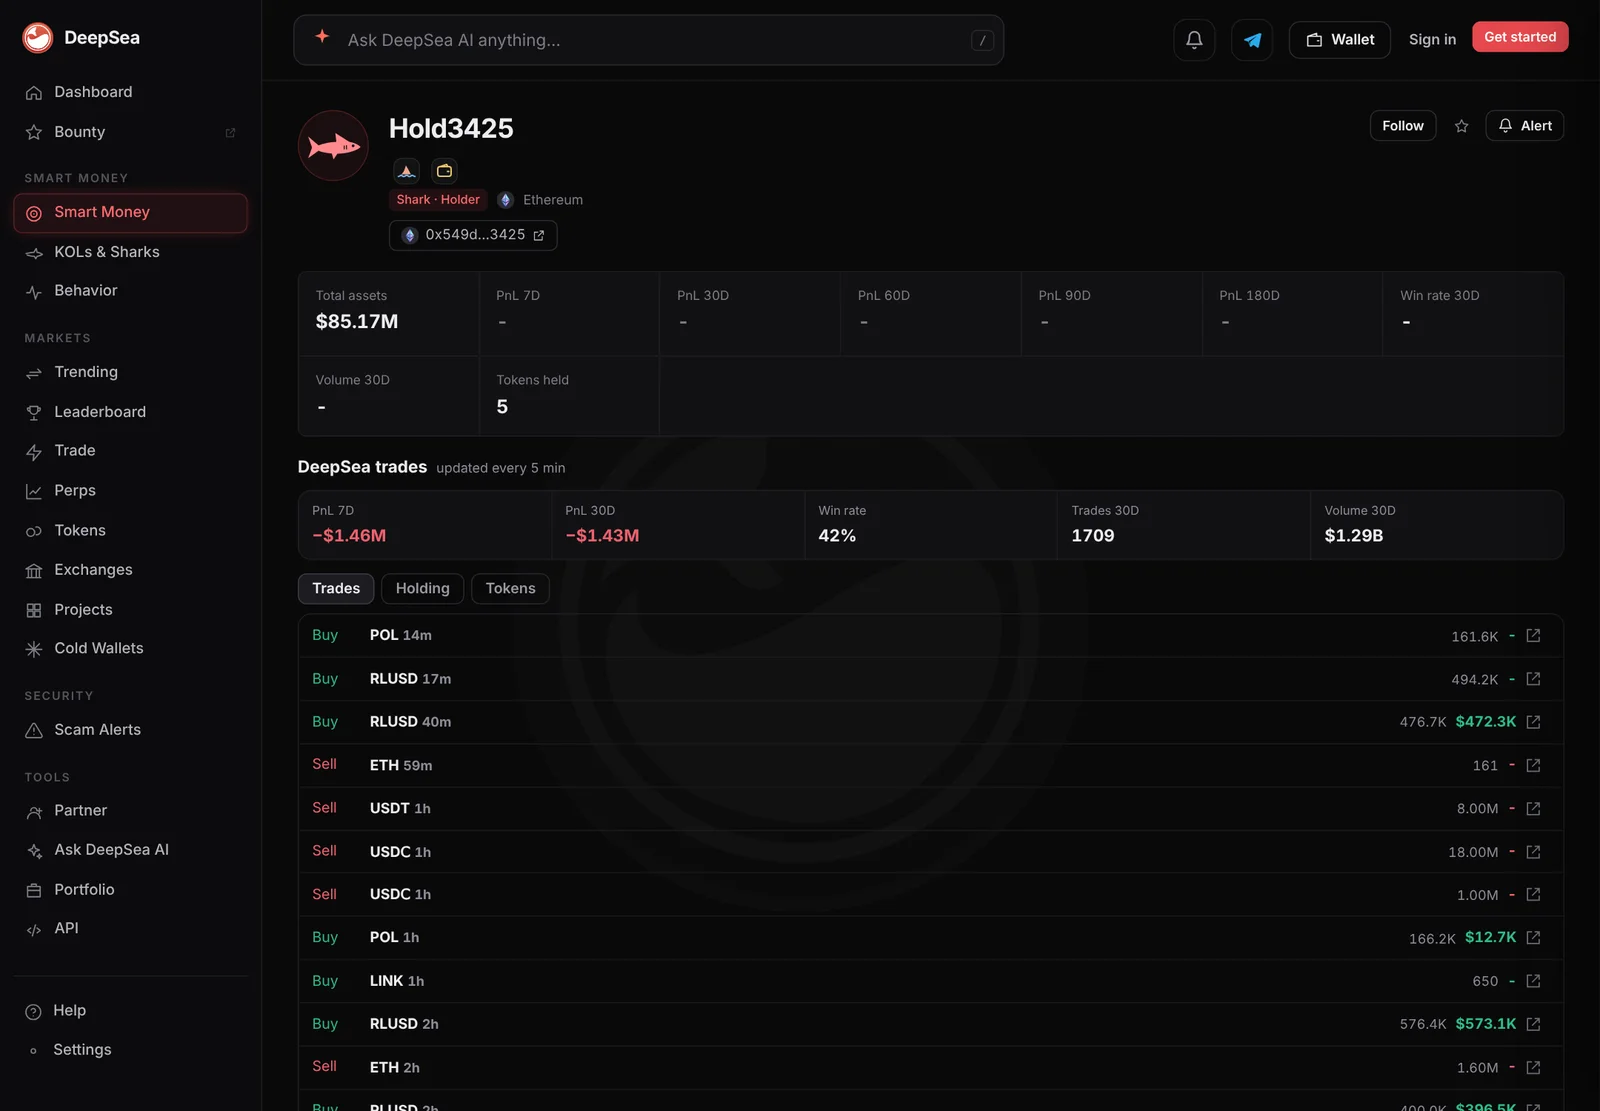 DeepSea
Ask DeepSea AI anything...
/
Wallet
Sign in
Get started
Dashboard
Bounty
SMART MONEY
Smart Money
KOLs & Sharks
Behavior
MARKETS
Trending
Leaderboard
Trade
Perps
Tokens
Exchanges
Projects
Cold Wallets
SECURITY
Scam Alerts
TOOLS
Partner
Ask DeepSea AI
Portfolio
API
Help
Settings
Hold3425
Follow
Alert
Shark · Holder
Ethereum
0x549d...3425
Total assets
$85.17M
PnL 7D
-
PnL 30D
-
PnL 60D
-
PnL 90D
-
PnL 180D
-
Win rate 30D
-
Volume 30D
-
Tokens held
5
DeepSea trades updated every 5 min
PnL 7D
−$1.46M
PnL 30D
−$1.43M
Win rate
42%
Trades 30D
1709
Volume 30D
$1.29B
Trades
Holding
Tokens
Buy POL 14m 161.6K -
Buy RLUSD 17m 494.2K -
Buy RLUSD 40m 476.7K $472.3K
Sell ETH 59m 161 -
Sell USDT 1h 8.00M -
Sell USDC 1h 18.00M -
Sell USDC 1h 1.00M -
Buy POL 1h 166.2K $12.7K
Buy LINK 1h 650 -
Buy RLUSD 2h 576.4K $573.1K
Sell ETH 2h 1.60M -
Buy RLUSD 2h 400.0K $396.5K